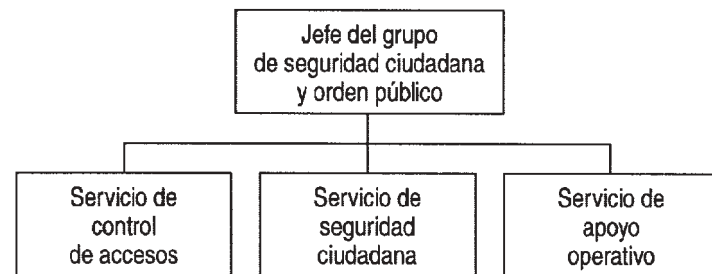 Jefe del grupo
de seguridad ciudadana
y orden público
Servicio de
control
de accesos
Servicio de
seguridad
ciudadana
Servicio de
apoyo
operativo